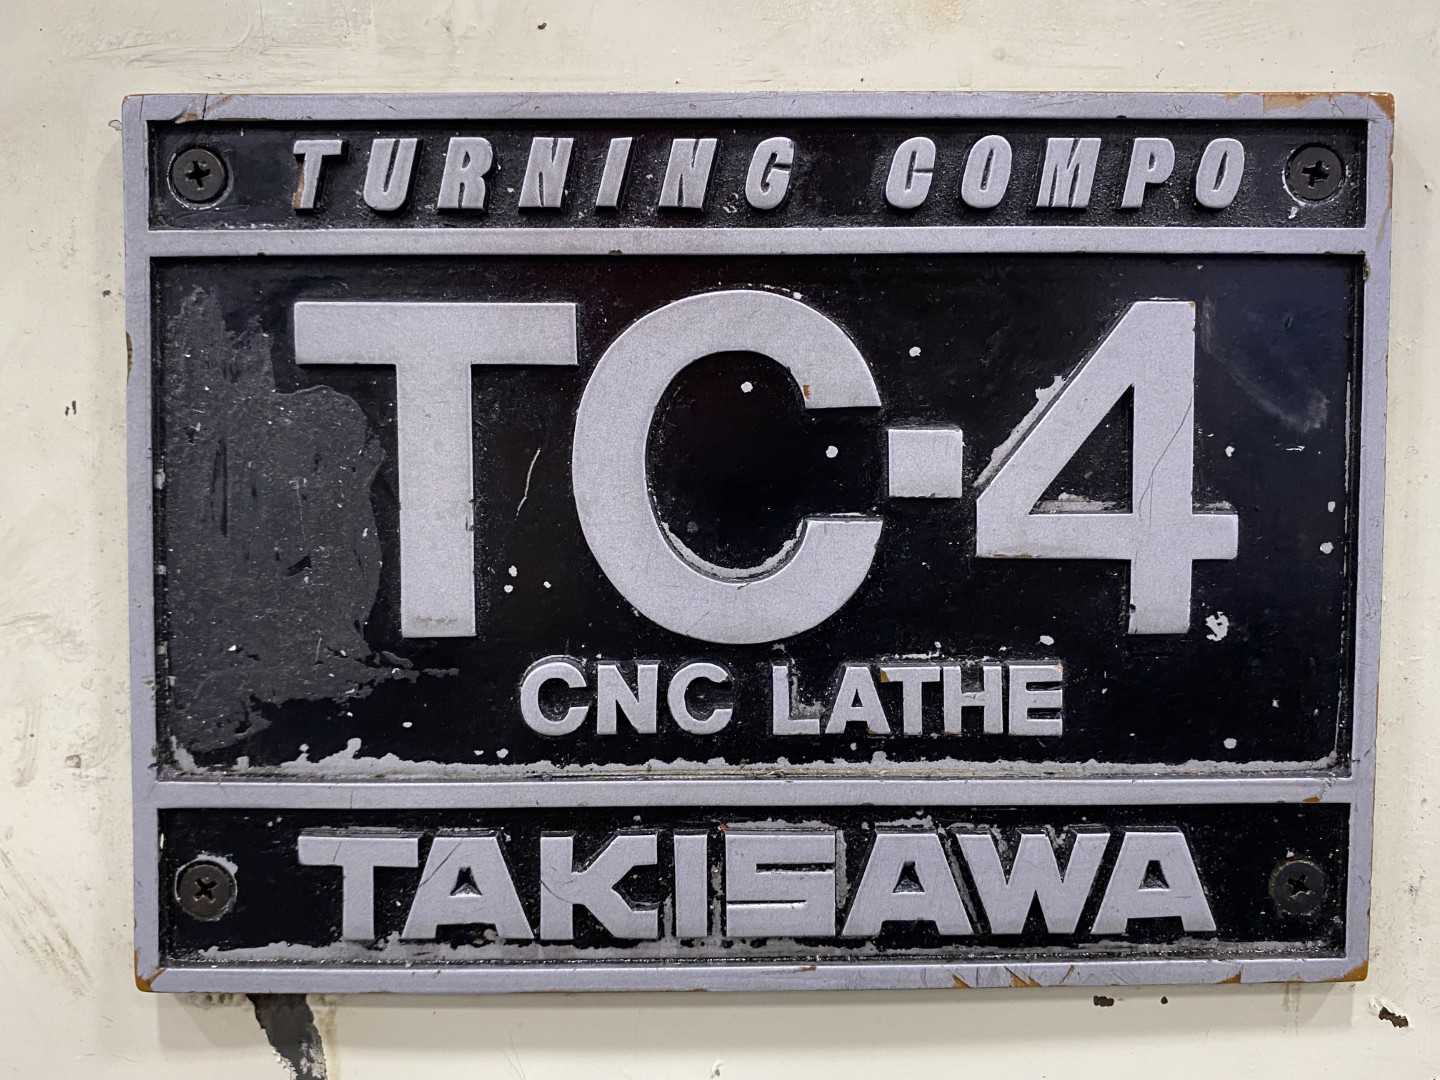 TURNING COMPO
TC-4
CNC LATHE
TAKISAWA